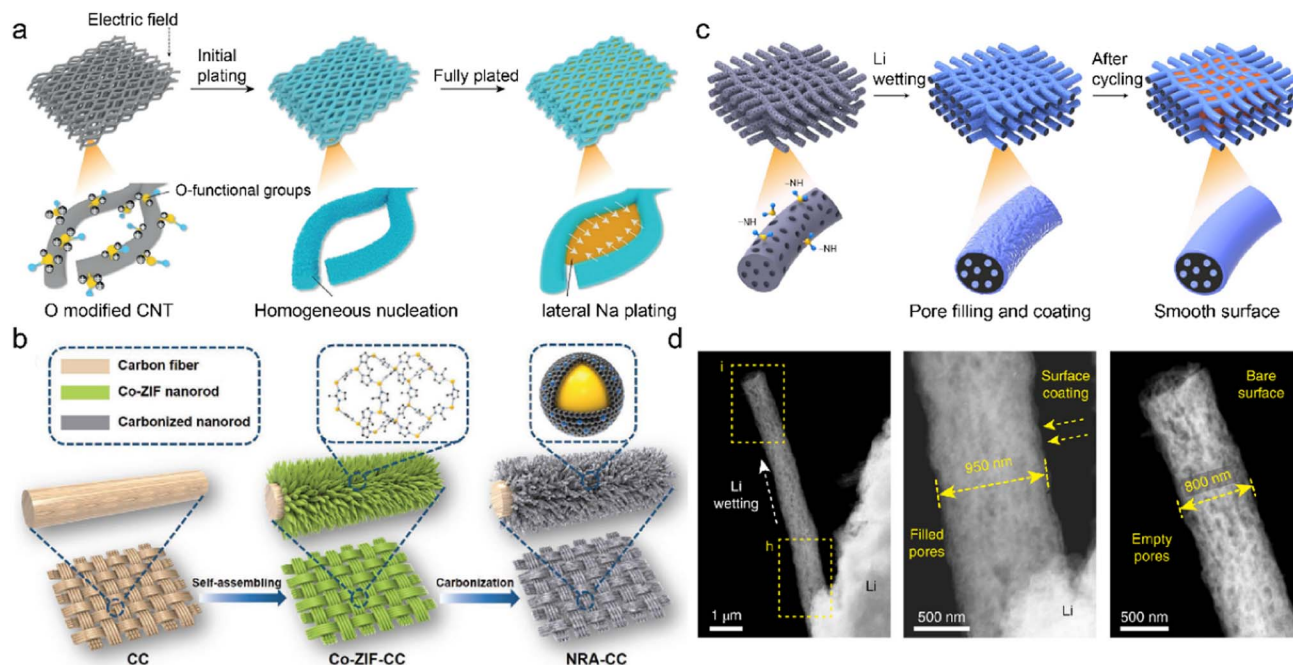 a
Electric field
Initial
plating
Fully plated
O-functional groups
O modified CNT
Homogeneous nucleation
lateral Na plating
c
Li
wetting
After
cycling
–NH
–NH
–NH
–NH
Pore filling and coating
Smooth surface
b
Carbon fiber
Co-ZIF nanorod
Carbonized nanorod
Self-assembling
Carbonization
CC
Co-ZIF-CC
NRA-CC
d
i
Li
wetting
h
Li
1 μm
Surface
coating
950 nm
Filled
pores
Li
500 nm
Bare
surface
800 nm
Empty
pores
500 nm